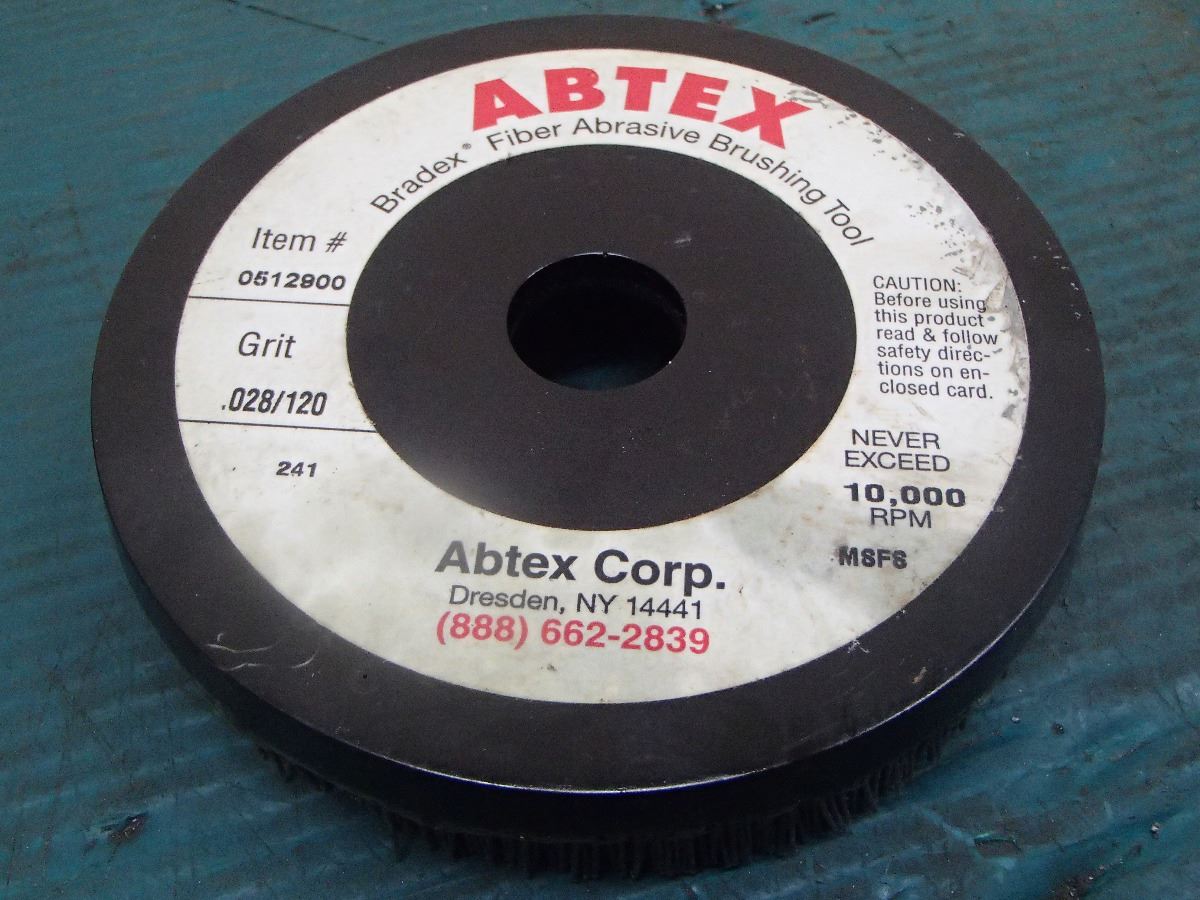 ABTEX
Bradex® Fiber Abrasive Brushing Tool
Item #
0512900
Grit
.028/120
241
CAUTION:
Before using
this product
read & follow
safety direc-
tions on en-
closed card.
NEVER
EXCEED
10,000
RPM
MSFS
Abtex Corp.
Dresden, NY 14441
(888) 662-2839